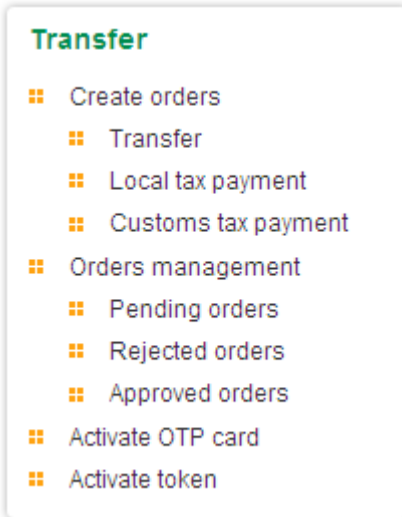 Transfer
Create orders
Transfer
Local tax payment
Customs tax payment
Orders management
Pending orders
Rejected orders
Approved orders
Activate OTP card
Activate token